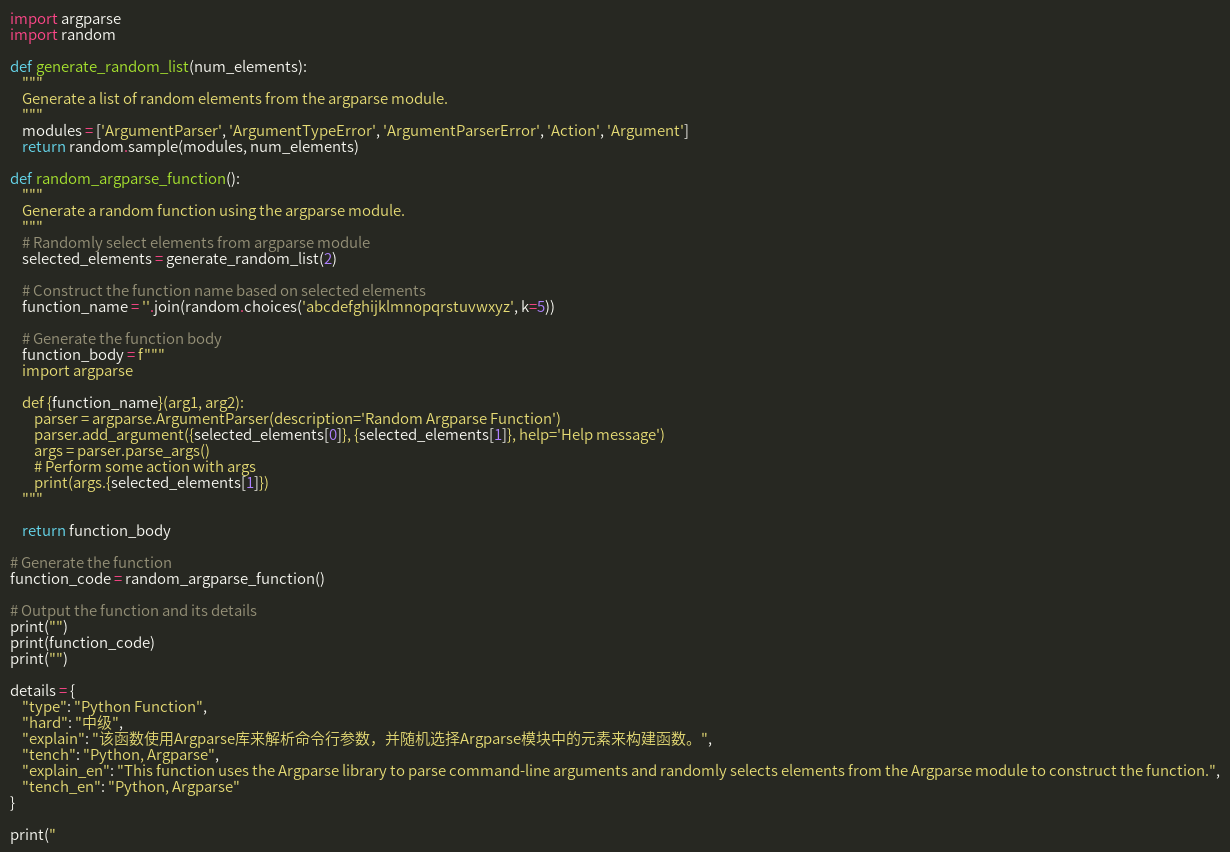 import argparse
import random

def generate_random_list(num_elements):
    """
    Generate a list of random elements from the argparse module.
    """
    modules = ['ArgumentParser', 'ArgumentTypeError', 'ArgumentParserError', 'Action', 'Argument']
    return random.sample(modules, num_elements)

def random_argparse_function():
    """
    Generate a random function using the argparse module.
    """
    # Randomly select elements from argparse module
    selected_elements = generate_random_list(2)

    # Construct the function name based on selected elements
    function_name = ''.join(random.choices('abcdefghijklmnopqrstuvwxyz', k=5))

    # Generate the function body
    function_body = f"""
    import argparse

    def {function_name}(arg1, arg2):
        parser = argparse.ArgumentParser(description='Random Argparse Function')
        parser.add_argument({selected_elements[0]}, {selected_elements[1]}, help='Help message')
        args = parser.parse_args()
        # Perform some action with args
        print(args.{selected_elements[1]})
    """

    return function_body

# Generate the function
function_code = random_argparse_function()

# Output the function and its details
print("")
print(function_code)
print("")

details = {
    "type": "Python Function",
    "hard": "中级",
    "explain": "该函数使用Argparse库来解析命令行参数，并随机选择Argparse模块中的元素来构建函数。",
    "tench": "Python, Argparse",
    "explain_en": "This function uses the Argparse library to parse command-line arguments and randomly selects elements from the Argparse module to construct the function.",
    "tench_en": "Python, Argparse"
}

print("